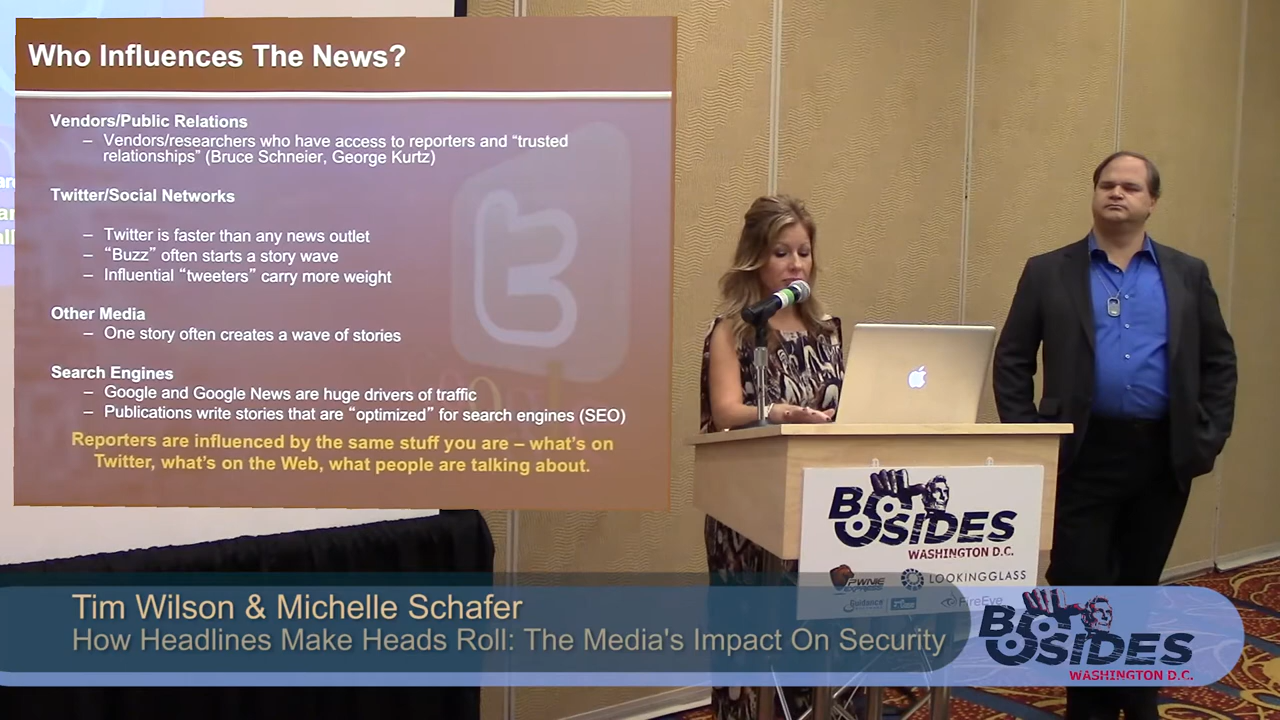 Who Influences The News?
Vendors/Public Relations
– Vendors/researchers who have access to reporters and “trusted
relationships” (Bruce Schneier, George Kurtz)
Twitter/Social Networks
– Twitter is faster than any news outlet
– “Buzz” often starts a story wave
– Influential “tweeters” carry more weight
Other Media
– One story often creates a wave of stories
Search Engines
– Google and Google News are huge drivers of traffic
– Publications write stories that are “optimized” for search engines (SEO)
Reporters are influenced by the same stuff you are – what’s on
Twitter, what’s on the Web, what people are talking about.
BSIDES
WASHINGTON D.C.
PWNIE EXPRESS
LOOKINGGLASS
Guidance
FireEye
Tim Wilson & Michelle Schafer
How Headlines Make Heads Roll: The Media's Impact On Security
BSIDES
WASHINGTON D.C.